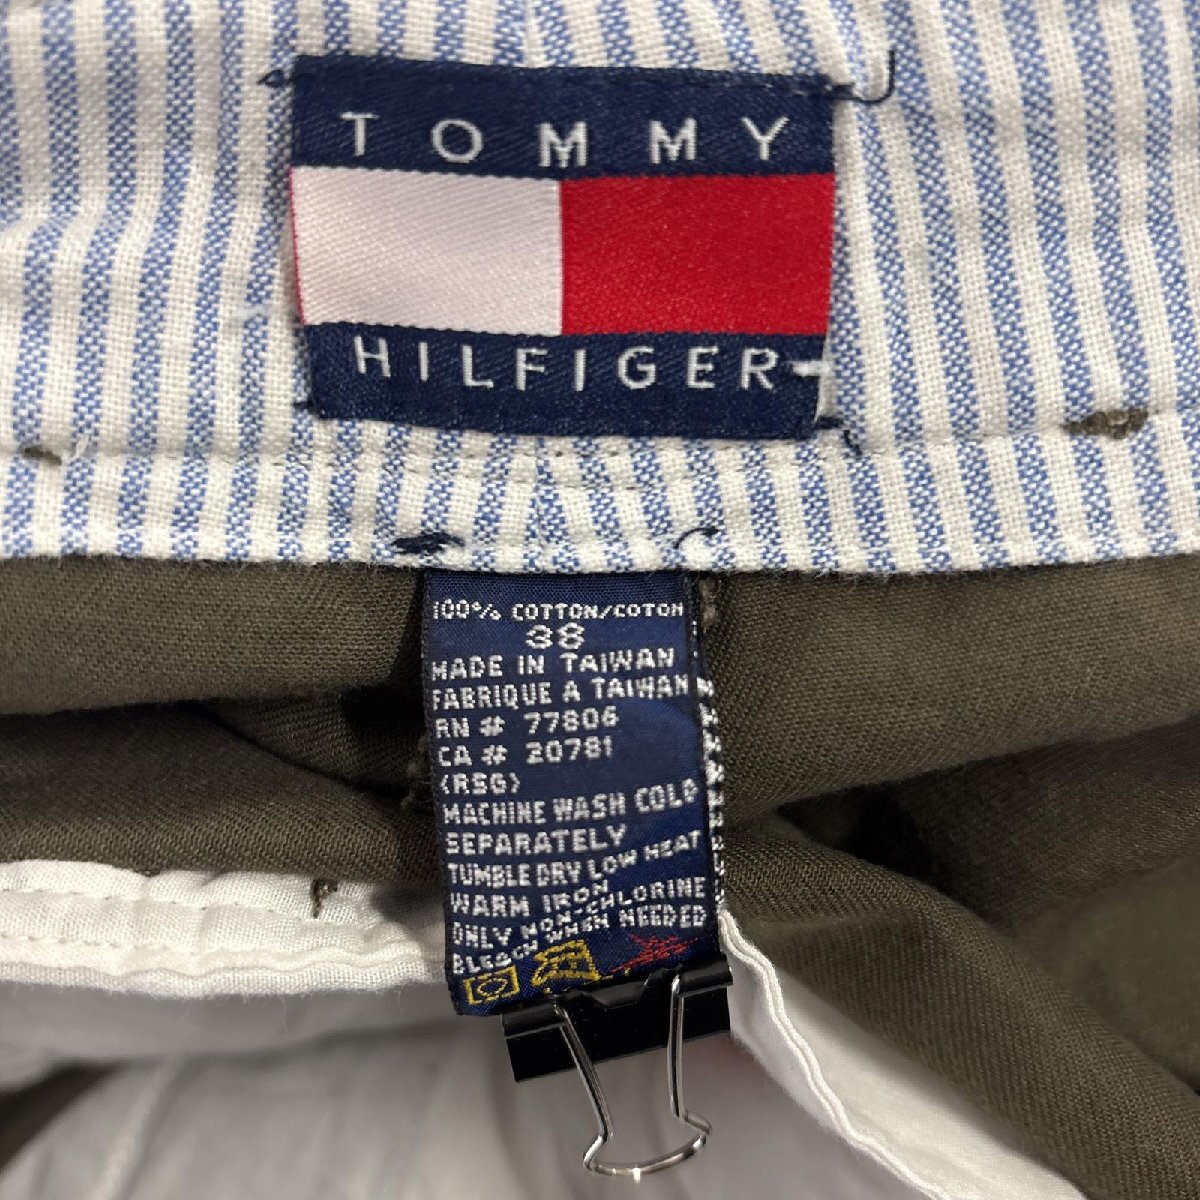 TOMMY
HILFIGER
100% COTTON/COTON
38
MADE IN TAIWAN
FABRIQUE A TAIWAN
RN # 77806
CA # 20781
(RSG)
MACHINE WASH COLD
SEPARATELY
TUMBLE DRY LOW HEAT
WARM IRON
ONLY NON-CHLORINE
BLEACH WHEN NEEDED